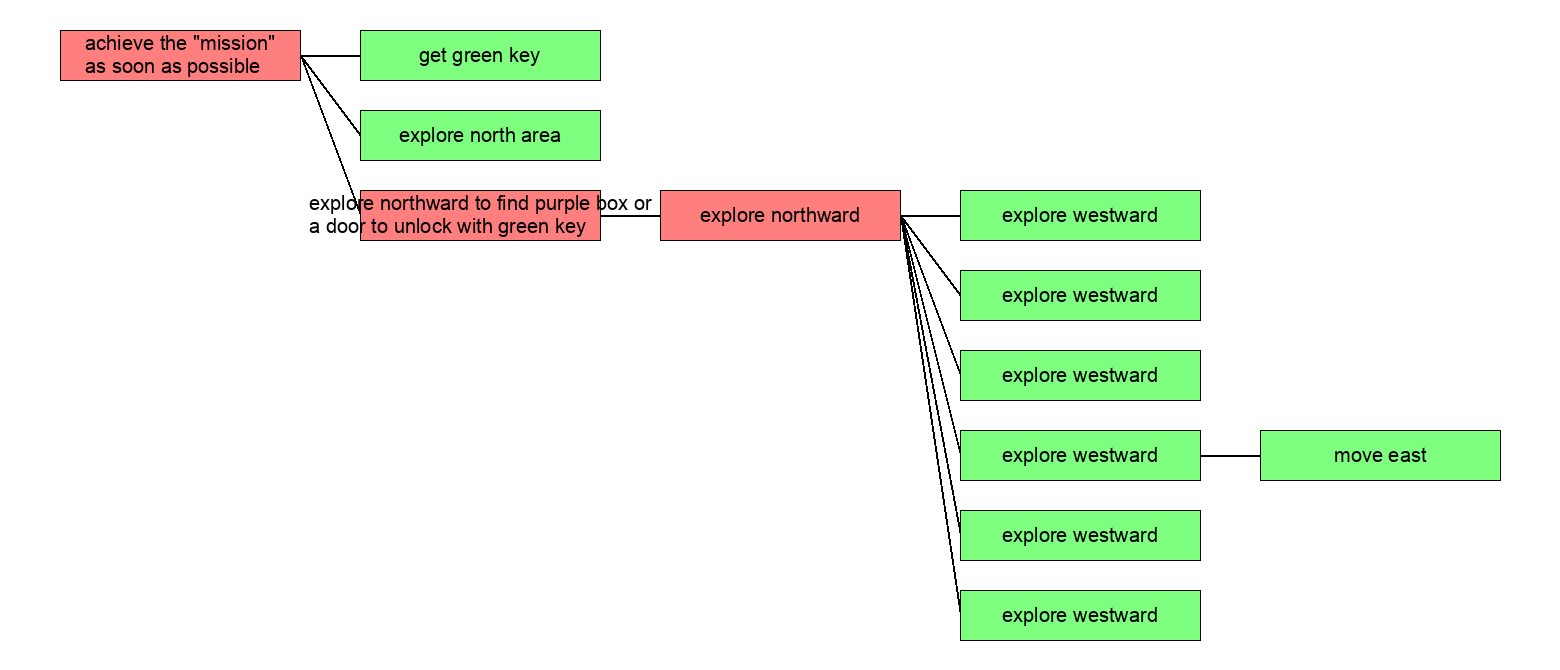 achieve the "mission"
as soon as possible
get green key
explore north area
explore northward to find purple box or
a door to unlock with green key
explore northward
explore westward
explore westward
explore westward
explore westward
move east
explore westward
explore westward